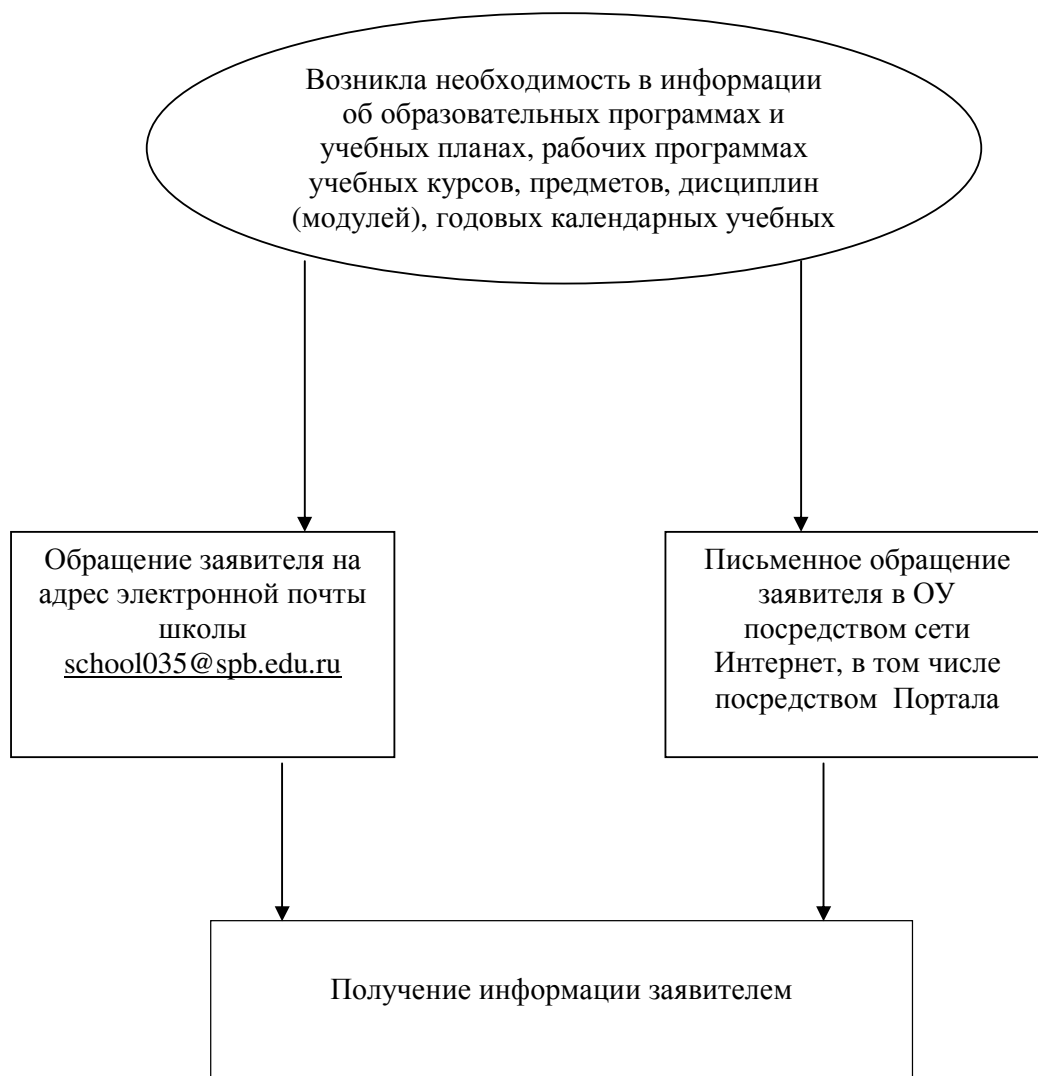 Возникла необходимость в информации
об образовательных программах и
учебных планах, рабочих программах
учебных курсов, предметов, дисциплин
(модулей), годовых календарных учебных
Обращение заявителя на
адрес электронной почты
школы
school035@spb.edu.ru
Письменное обращение
заявителя в ОУ
посредством сети
Интернет, в том числе
посредством Портала
Получение информации заявителем